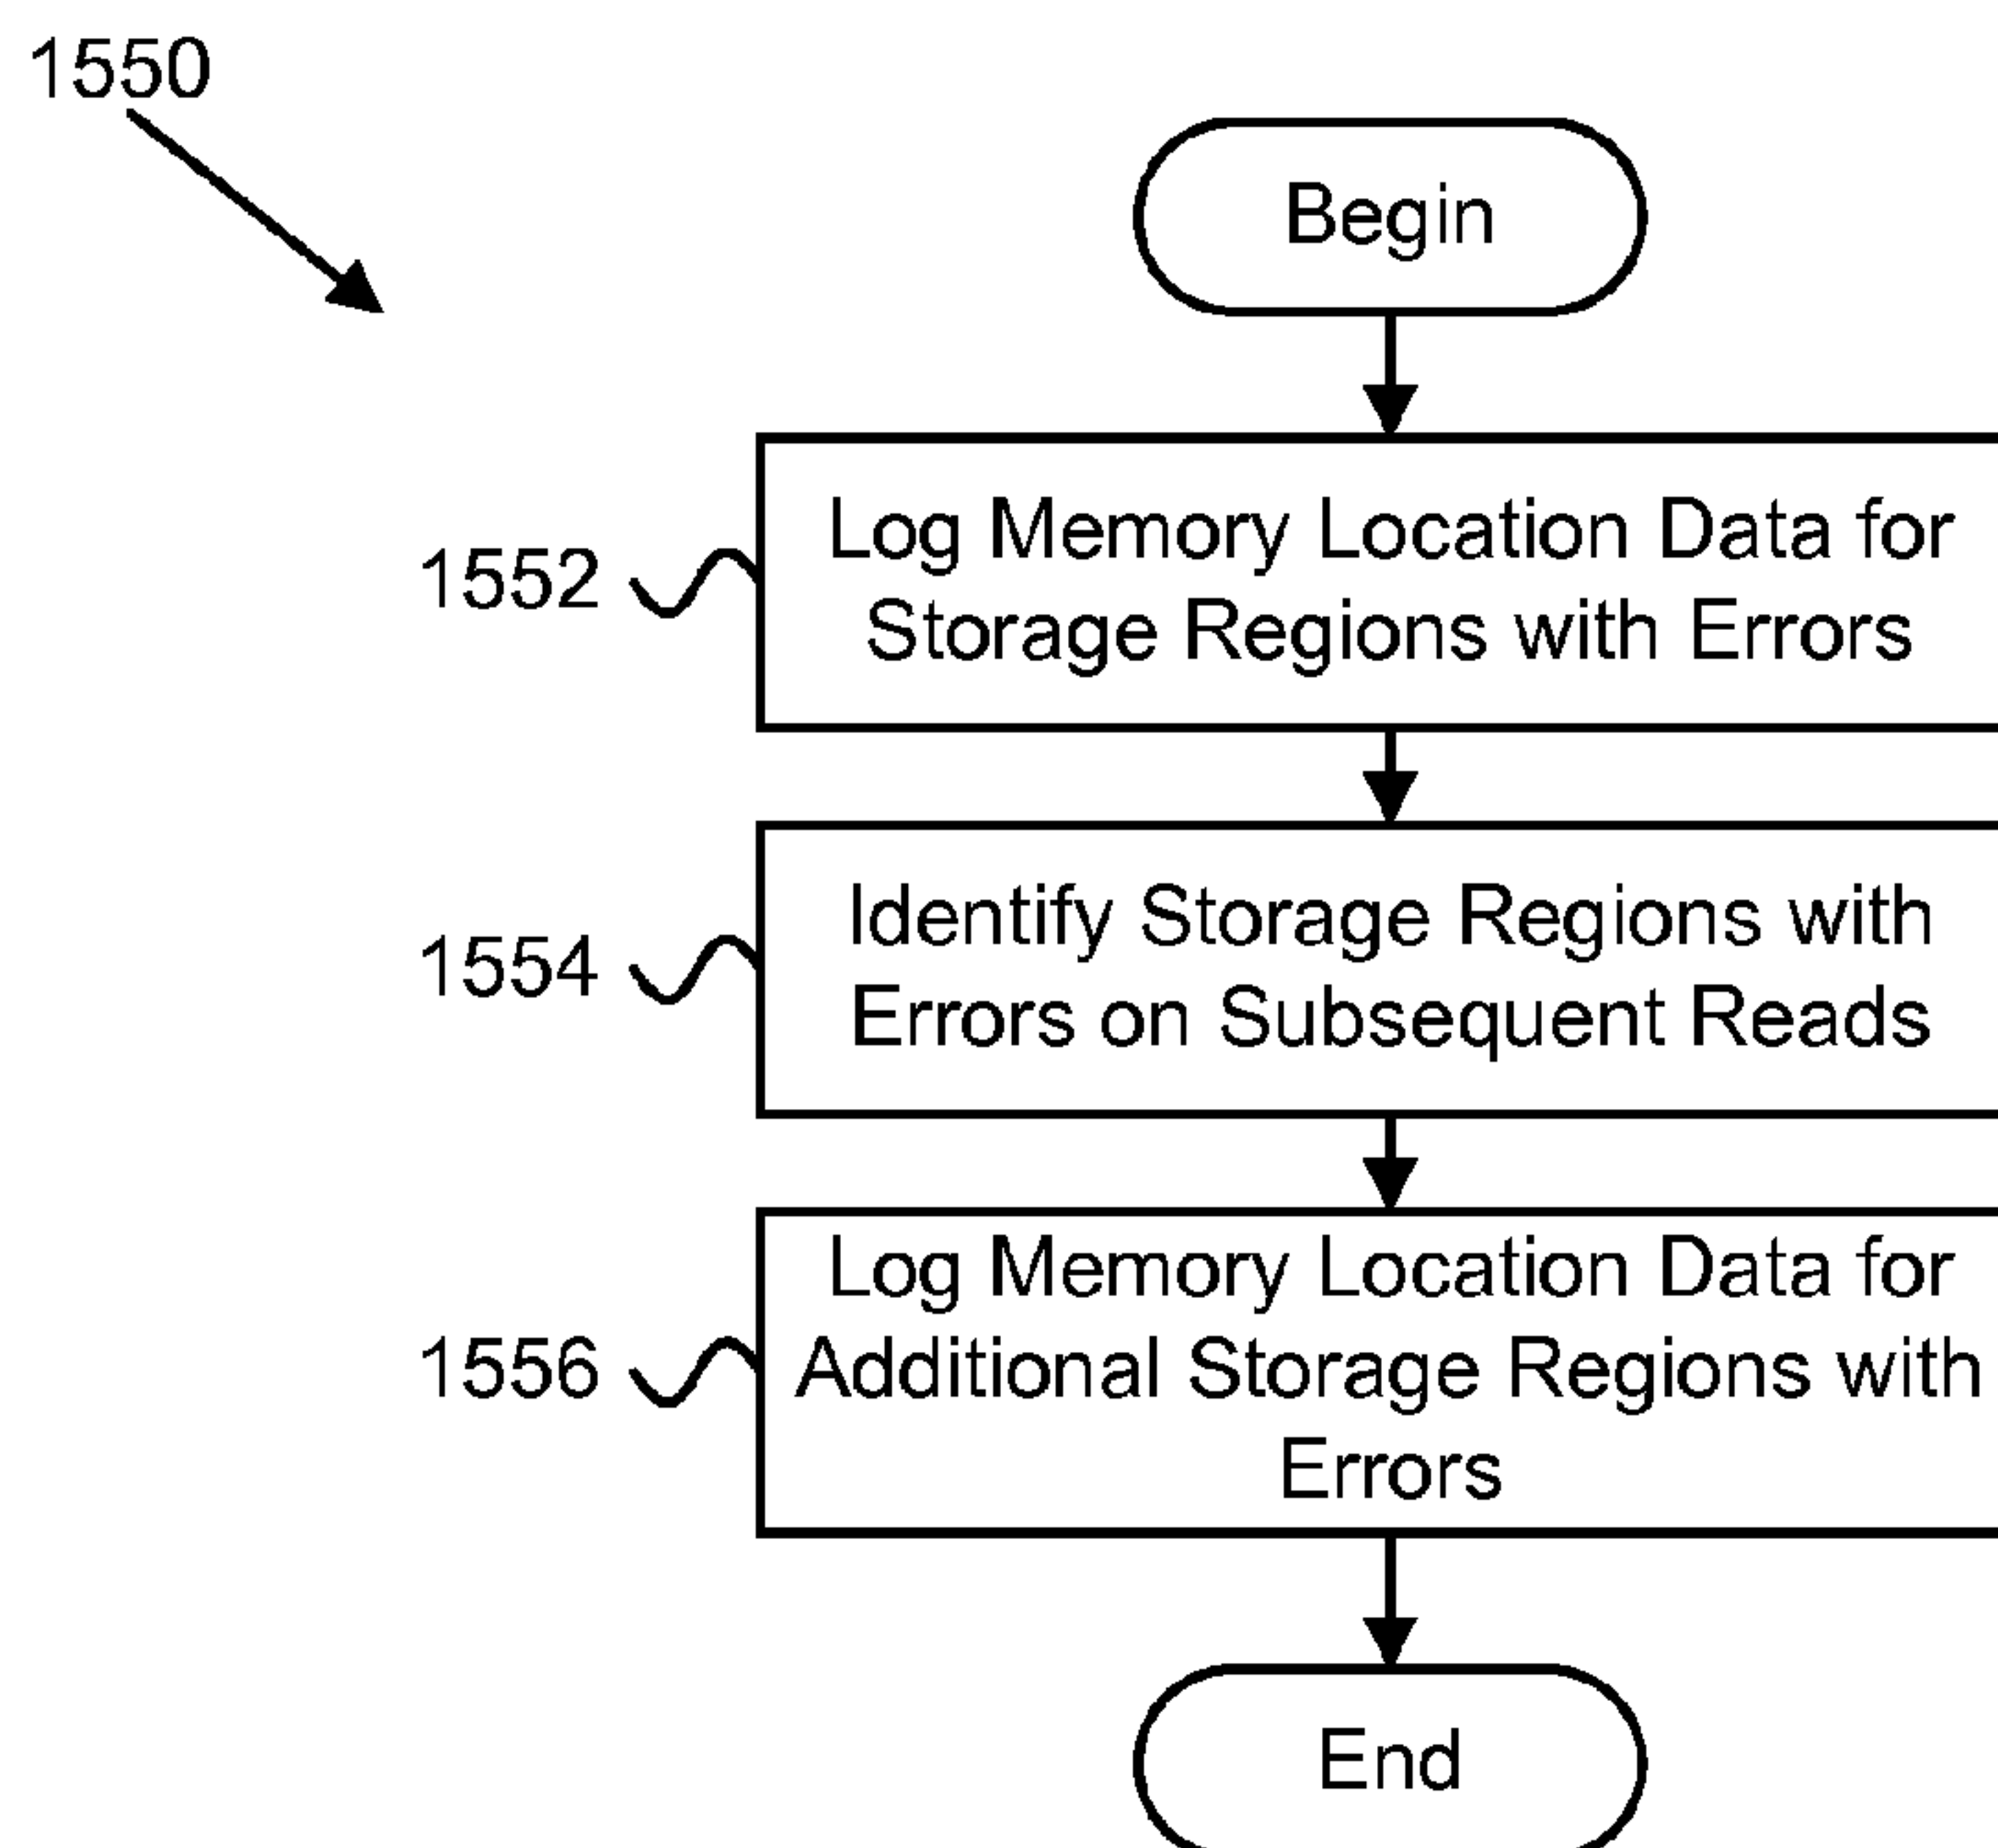 1550
Begin
1552
Log Memory Location Data for
Storage Regions with Errors
1554
Identify Storage Regions with
Errors on Subsequent Reads
1556
Log Memory Location Data for
Additional Storage Regions with
Errors
End